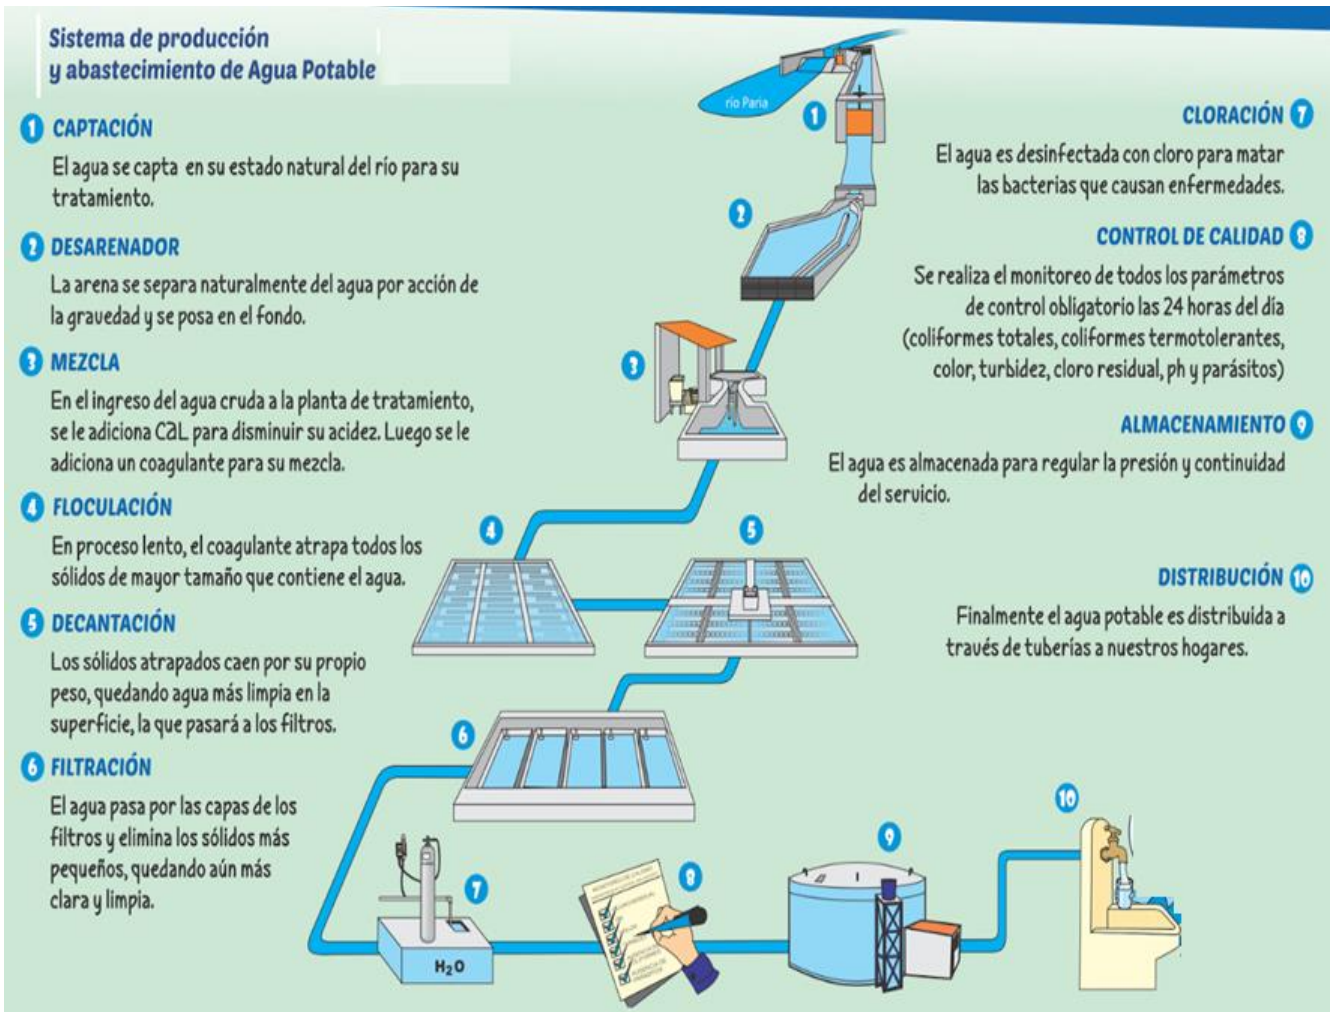 Sistema de producción
y abastecimiento de Agua Potable
1 CAPTACIÓN
El agua se capta en su estado natural del río para su
tratamiento.
2 DESARENADOR
La arena se separa naturalmente del agua por acción de
la gravedad y se posa en el fondo.
3 MEZCLA
En el ingreso del agua cruda a la planta de tratamiento,
se le adiciona CaL para disminuir su acidez. Luego se le
adiciona un coagulante para su mezcla.
4 FLOCULACIÓN
En proceso lento, el coagulante atrapa todos los
sólidos de mayor tamaño que contiene el agua.
5 DECANTACIÓN
Los sólidos atrapados caen por su propio
peso, quedando agua más limpia en la
superficie, la que pasará a los filtros.
6 FILTRACIÓN
El agua pasa por las capas de los
filtros y elimina los sólidos más
pequeños, quedando aún más
clara y limpia.
CLORACIÓN 7
El agua es desinfectada con cloro para matar
las bacterias que causan enfermedades.
CONTROL DE CALIDAD 8
Se realiza el monitoreo de todos los parámetros
de control obligatorio las 24 horas del día
(coliformes totales, coliformes termotolerantes,
color, turbidez, cloro residual, ph y parásitos)
ALMACENAMIENTO 9
El agua es almacenada para regular la presión y continuidad
del servicio.
DISTRIBUCIÓN 10
Finalmente el agua potable es distribuida a
través de tuberías a nuestros hogares.
río Paria
1
2
3
4
5
6
7
H2O
8
MONITOREO DE CALIDAD
9
10